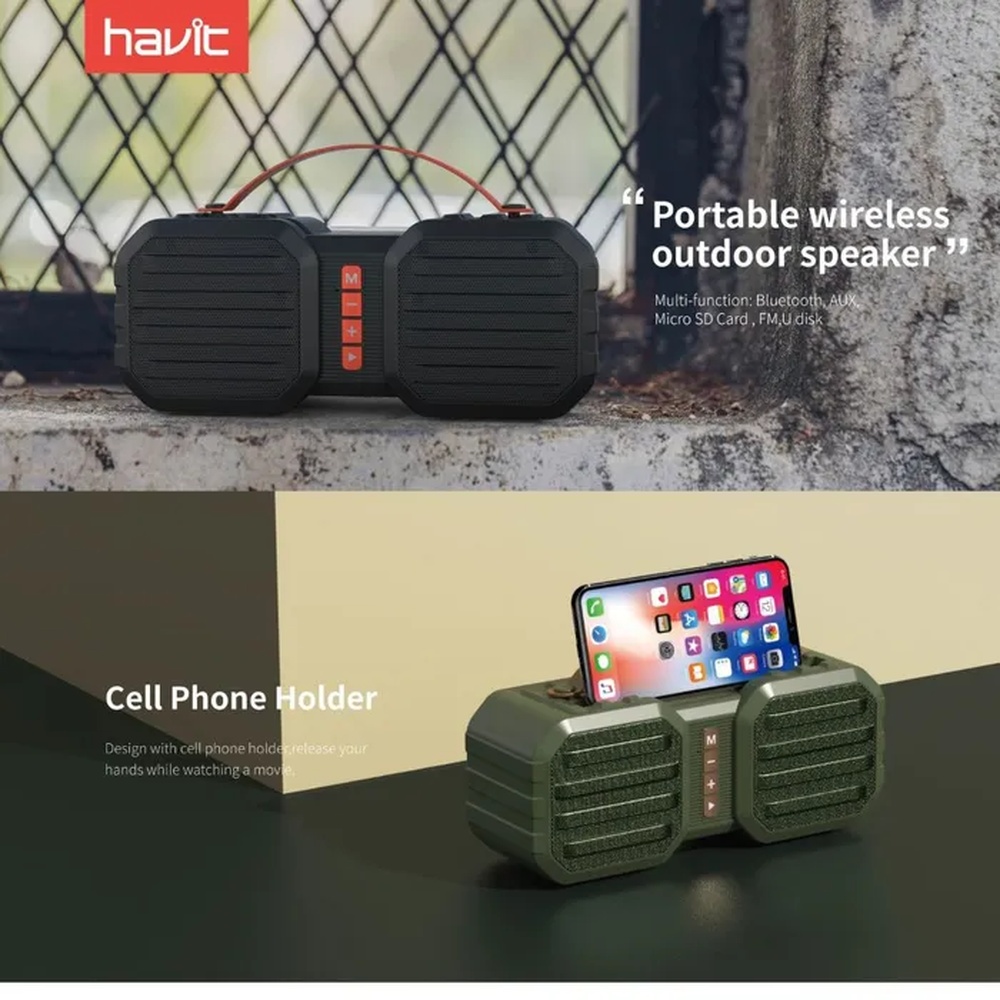 havit
“ Portable wireless
outdoor speaker ”
Multi-function: Bluetooth, AUX,
Micro SD Card , FM,U disk
M
−
+
Cell Phone Holder
Design with cell phone holder,release your
hands while watching a movie.
M
−
+